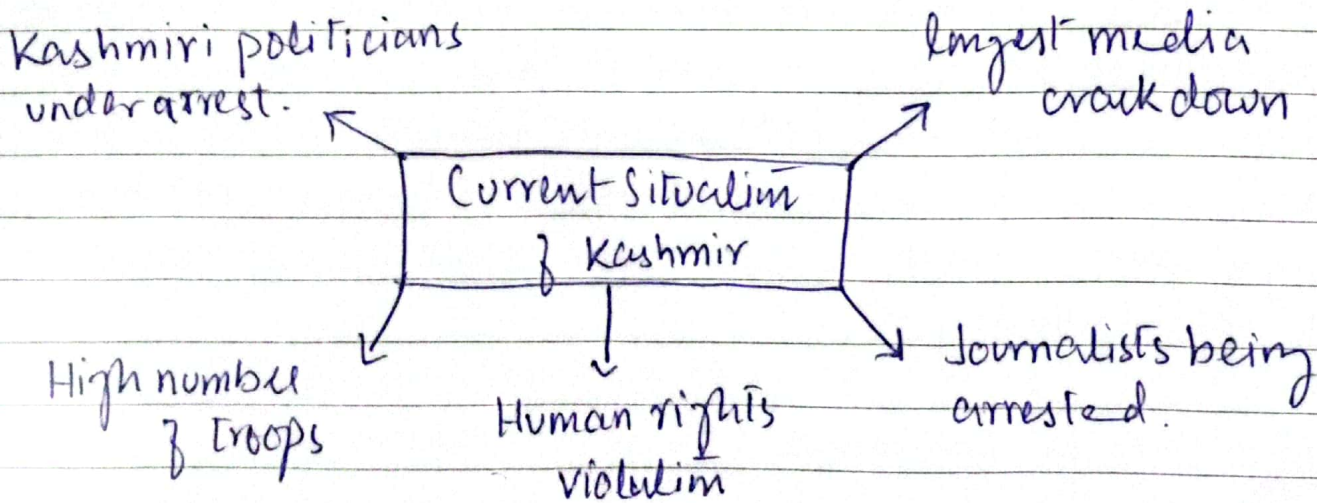 Kashmiri politicians
under arrest.
longest media
crackdown
Current Situation
of Kashmir
High number
of troops
Human rights
violation
Journalists being
arrested.